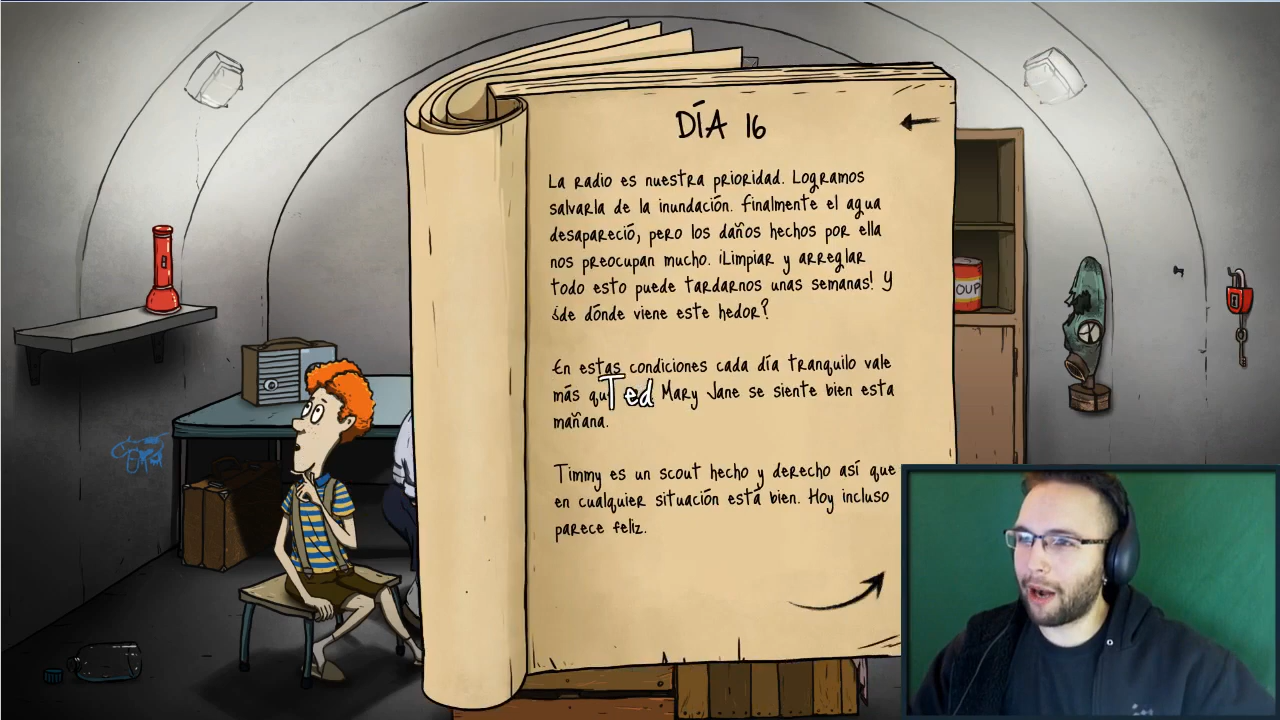 DÍA 16
La radio es nuestra prioridad. Logramos
salvarla de la inundación. Finalmente el agua
desapareció, pero los daños hechos por ella
nos preocupan mucho. ¡Limpiar y arreglar
todo esto puede tardarnos unas semanas! Y
¿de dónde viene este hedor?
En estas condiciones cada día tranquilo vale
más qu Ted Mary Jane se siente bien esta
mañana.
Timmy es un scout hecho y derecho así que
en cualquier situación está bien. Hoy incluso
parece feliz.
OUP